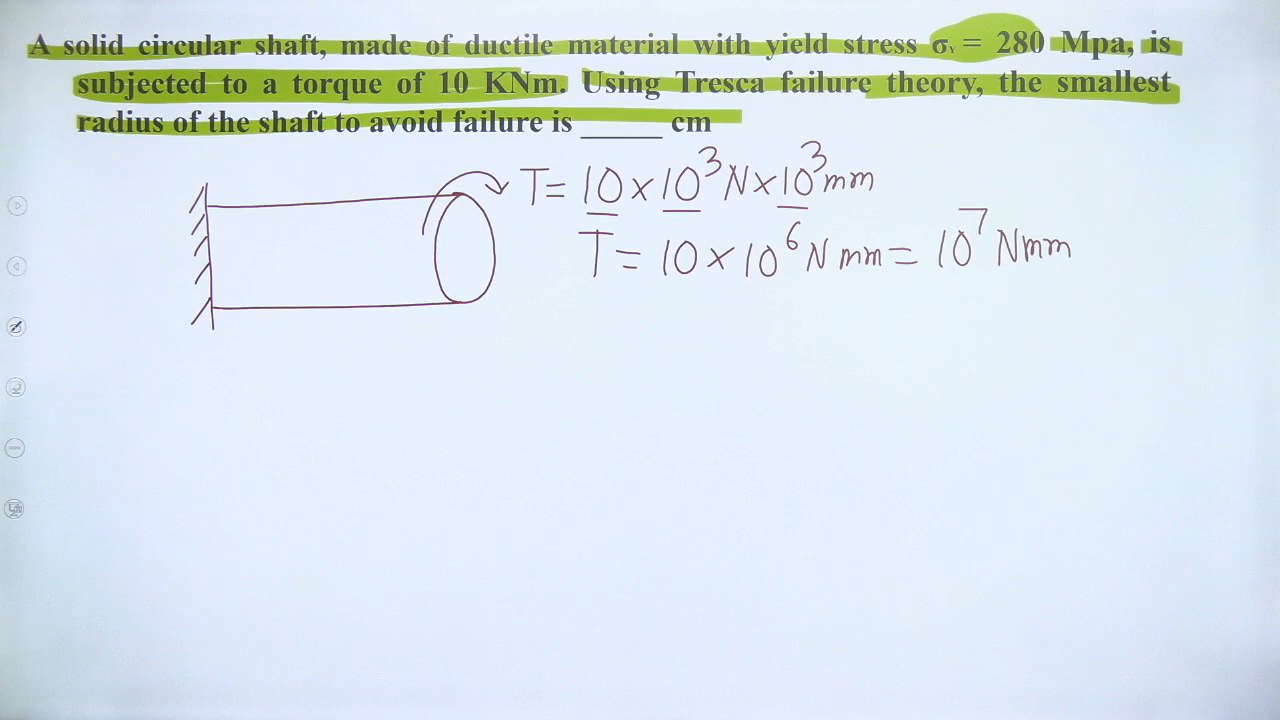 A solid circular shaft, made of ductile material with yield stress σᵧ = 280 Mpa, is
subjected to a torque of 10 KNm. Using Tresca failure theory, the smallest
radius of the shaft to avoid failure is ______ cm
T = 10 × 10³ N × 10³ mm
T = 10 × 10⁶ N mm = 10⁷ N mm